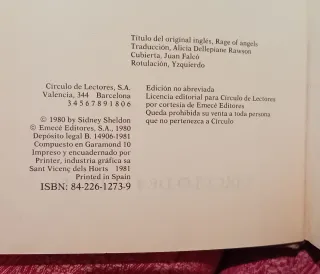 Título del original inglés, Rage of angels
Traducción, Alicia Dellepiane Rawson
Cubierta, Juan Falcó
Rotulación, Yzquierdo
Círculo de Lectores, S.A.
Valencia, 344 Barcelona
3 4 5 6 7 8 9 1 8 0 6
Edición no abreviada
Licencia editorial para Círculo de Lectores
por cortesía de Emecé Editores
Queda prohibida su venta a toda persona
que no pertenezca a Círculo
© 1980 by Sidney Sheldon
© Emecé Editores, S.A., 1980
Depósito legal B. 14906-1981
Compuesto en Garamond 10
Impreso y encuadernado por
Printer, industria gráfica sa
Sant Vicenç dels Horts 1981
Printed in Spain
ISBN: 84-226-1273-9